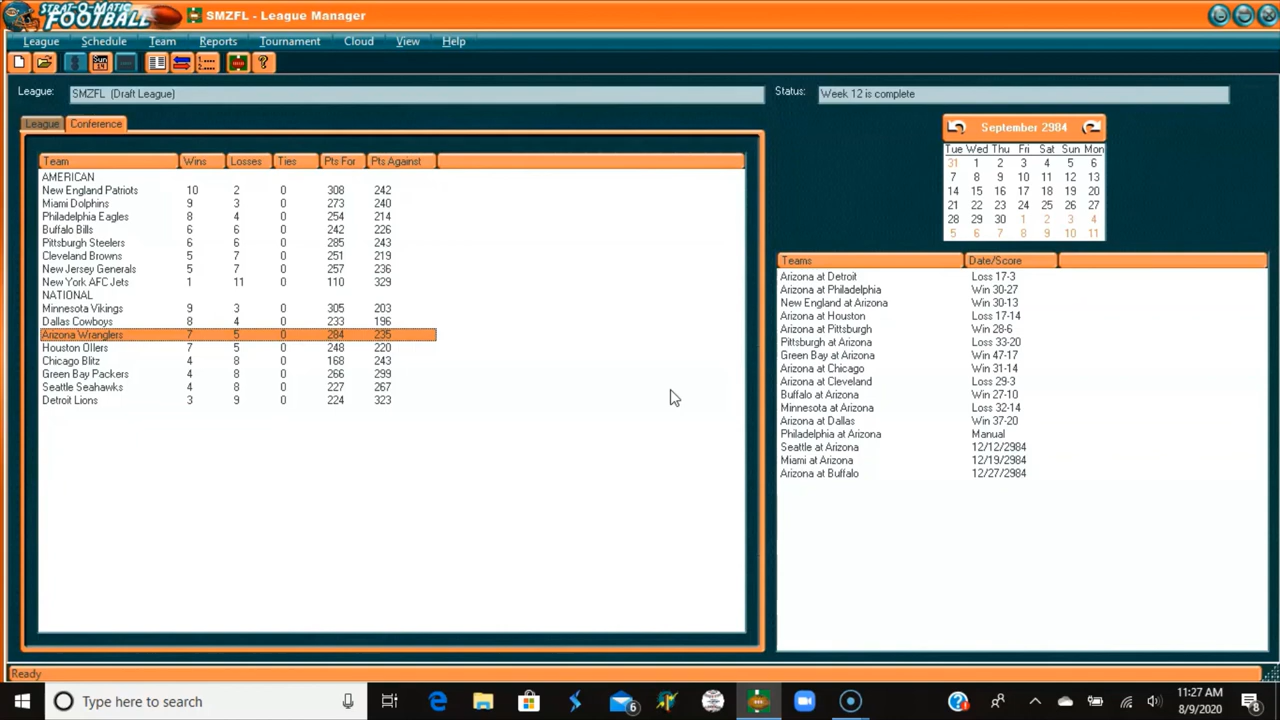 STRAT-O-MATIC FOOTBALL
SMZFL - League Manager
League Schedule Team Reports Tournament Cloud View Help
League: SMZFL (Draft League) Status: Week 12 is complete
League Conference
Team Wins Losses Ties Pts For Pts Against
AMERICAN
New England Patriots 10 2 0 308 242
Miami Dolphins 9 3 0 273 240
Philadelphia Eagles 8 4 0 254 214
Buffalo Bills 6 6 0 242 226
Pittsburgh Steelers 6 6 0 285 243
Cleveland Browns 5 7 0 251 219
New Jersey Generals 5 7 0 257 236
New York AFC Jets 1 11 0 110 329
NATIONAL
Minnesota Vikings 9 3 0 305 203
Dallas Cowboys 8 4 0 233 196
Arizona Wranglers 7 5 0 284 235
Houston Oilers 7 5 0 248 220
Chicago Blitz 4 8 0 168 243
Green Bay Packers 4 8 0 266 299
Seattle Seahawks 4 8 0 227 267
Detroit Lions 3 9 0 224 323
September 2984
Tue Wed Thu Fri Sat Sun Mon
31 1 2 3 4 5 6
7 8 9 10 11 12 13
14 15 16 17 18 19 20
21 22 23 24 25 26 27
28 29 30 1 2 3 4
5 6 7 8 9 10 11
Teams Date/Score
Arizona at Detroit Loss 17-3
Arizona at Philadelphia Win 30-27
New England at Arizona Win 30-13
Arizona at Houston Loss 17-14
Arizona at Pittsburgh Win 28-6
Pittsburgh at Arizona Loss 33-20
Green Bay at Arizona Win 47-17
Arizona at Chicago Win 31-14
Arizona at Cleveland Loss 29-3
Buffalo at Arizona Win 27-10
Minnesota at Arizona Loss 32-14
Arizona at Dallas Win 37-20
Philadelphia at Arizona Manual
Seattle at Arizona 12/12/2984
Miami at Arizona 12/19/2984
Arizona at Buffalo 12/27/2984
Ready
Type here to search
6
11:27 AM
8/9/2020
8